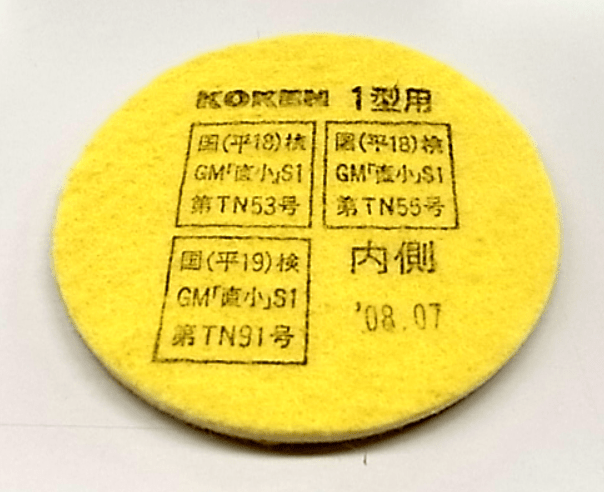 KOKEN 1型用
国(平18)検
GM「直小」S1
第TN53号
国(平18)検
GM「直小」S1
第TN55号
国(平19)検
GM「直小」S1
第TN91号
内側
'08.07